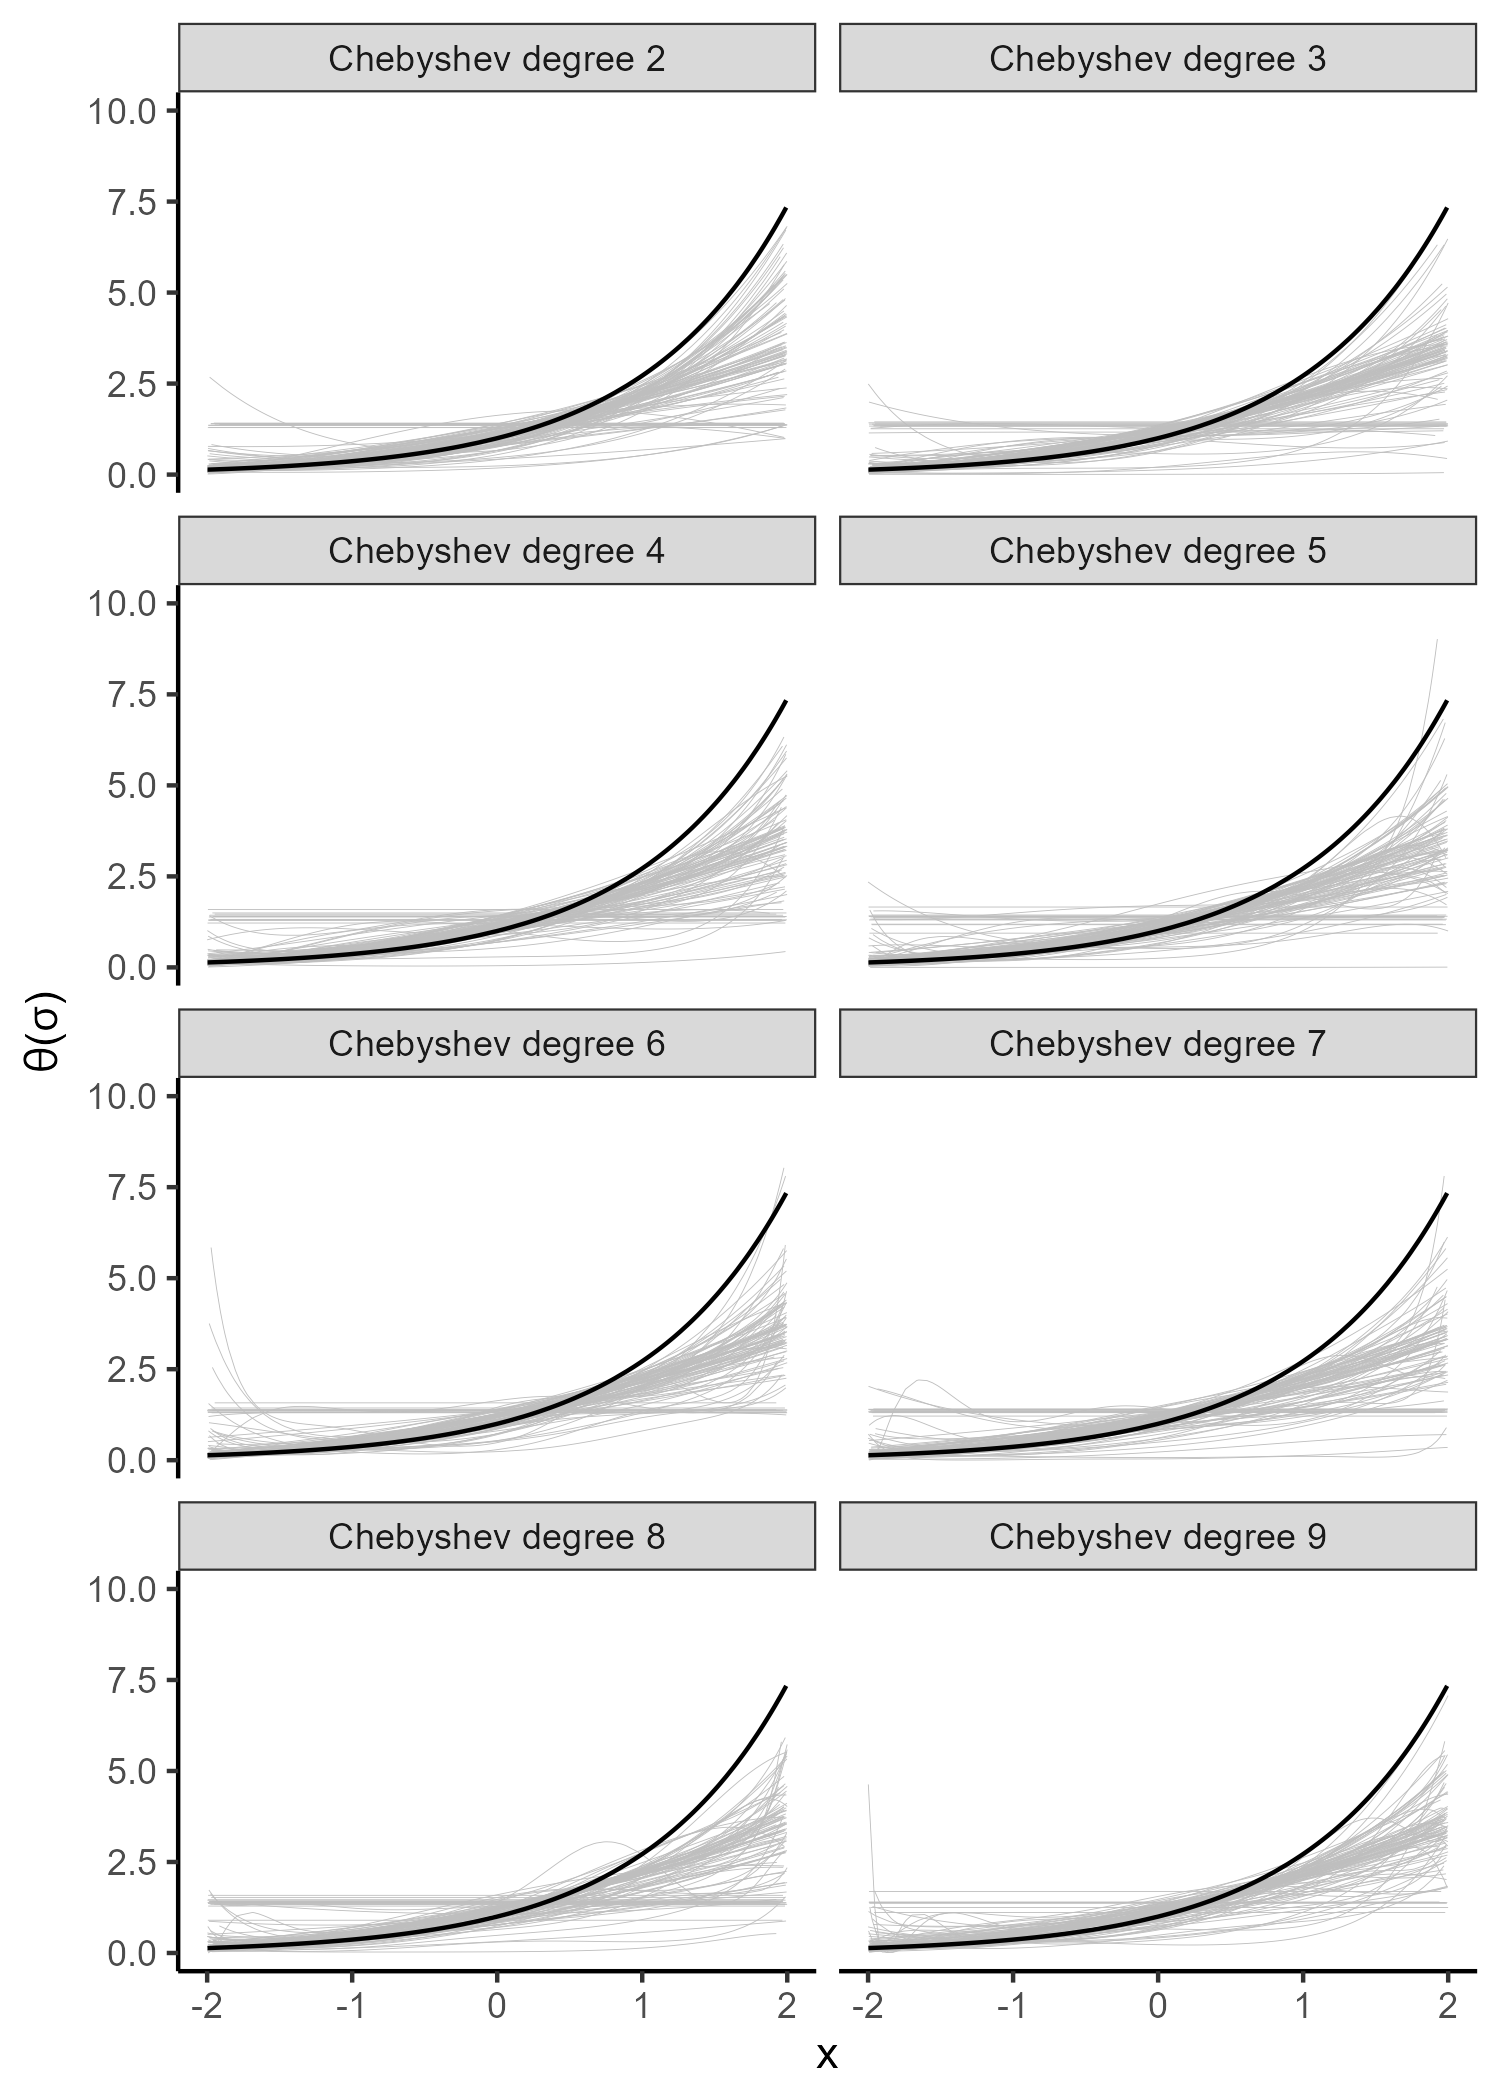 Chebyshev degree 2
Chebyshev degree 3
10.0
7.5
5.0
2.5
0.0
Chebyshev degree 4
Chebyshev degree 5
10.0
7.5
5.0
2.5
0.0
θ(σ)
Chebyshev degree 6
Chebyshev degree 7
10.0
7.5
5.0
2.5
0.0
Chebyshev degree 8
Chebyshev degree 9
10.0
7.5
5.0
2.5
0.0
-2 -1 0 1 2
-2 -1 0 1 2
x